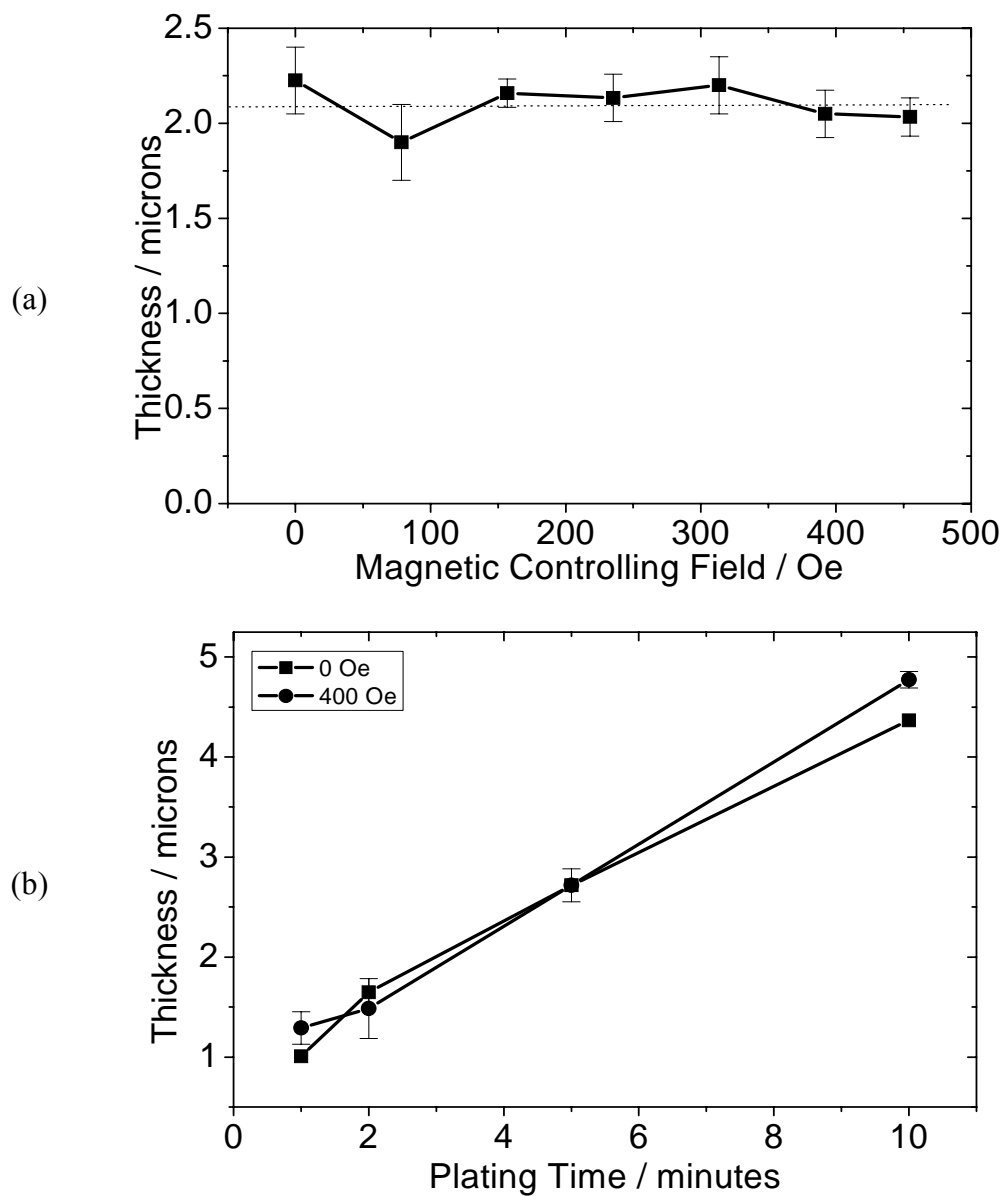 (a)
Thickness / microns
2.5
2.0
1.5
1.0
0.5
0.0
0 100 200 300 400 500
Magnetic Controlling Field / Oe
(b)
Thickness / microns
5
4
3
2
1
0 Oe
400 Oe
0 2 4 6 8 10
Plating Time / minutes